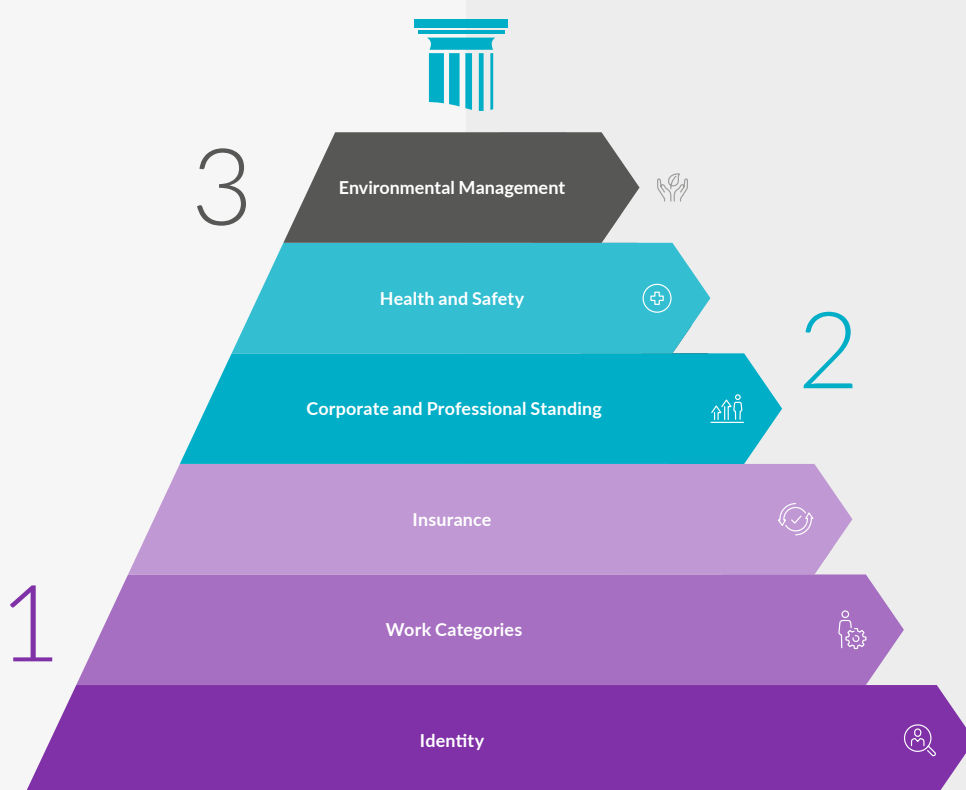 3
Environmental Management
Health and Safety
2
Corporate and Professional Standing
Insurance
1
Work Categories
Identity